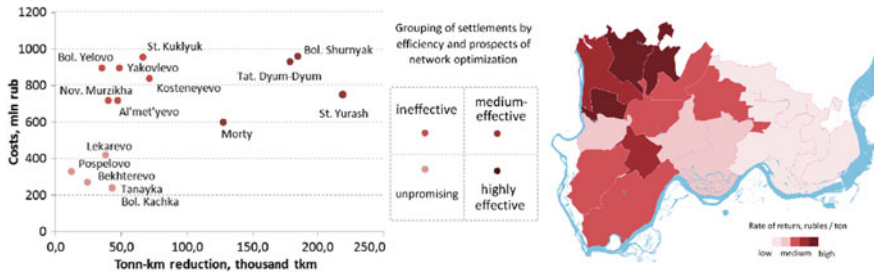 Costs, mln rub
1200
1000
800
600
400
200
0
0,0
50,0
100,0
150,0
200,0
250,0
Tonn-km reduction, thousand tkm
St. Kuklyuk
Bol. Yelovo
Yakovlevo
Kosteneyevo
Nov. Murzikha
Al'met'yevo
Bol. Shurnyak
Tat. Dyum-Dyum
St. Yurash
Morty
Lekarevo
Pospelovo
Bekhterevo
Tanayka
Bol. Kachka
Grouping of settlements by
efficiency and prospects of
network optimization
ineffective
medium-
effective
unpromising
highly
effective
Rate of return, rubles / ton
low medium high